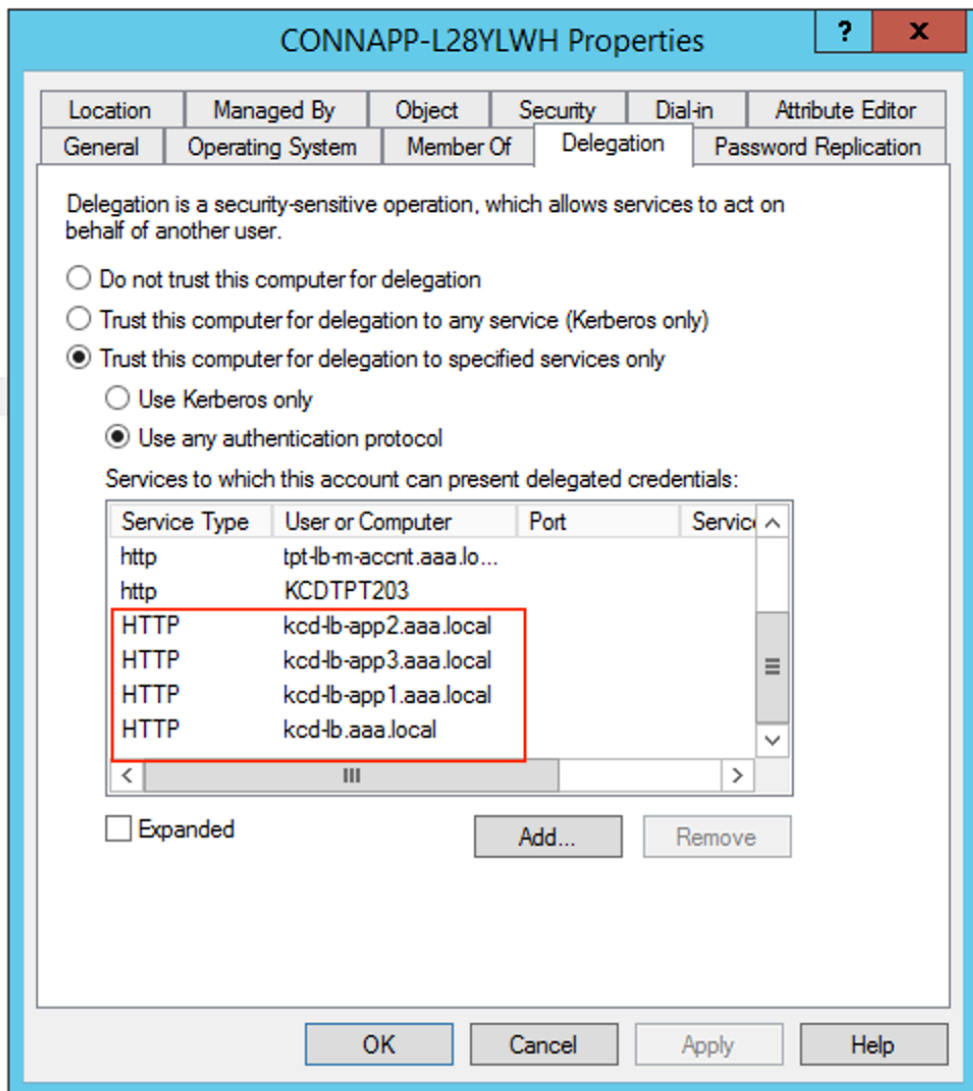 CONNAPP-L28YLWH Properties
?
x
Location Managed By Object Security Dial-in Attribute Editor
General Operating System Member Of Delegation Password Replication
Delegation is a security-sensitive operation, which allows services to act on
behalf of another user.
Do not trust this computer for delegation
Trust this computer for delegation to any service (Kerberos only)
Trust this computer for delegation to specified services only
Use Kerberos only
Use any authentication protocol
Services to which this account can present delegated credentials:
Service Type User or Computer Port Servic
http tpt-lb-m-accnt.aaa.lo...
http KCDTPT203
HTTP kcd-lb-app2.aaa.local
HTTP kcd-lb-app3.aaa.local
HTTP kcd-lb-app1.aaa.local
HTTP kcd-lb.aaa.local
Expanded Add... Remove
OK Cancel Apply Help